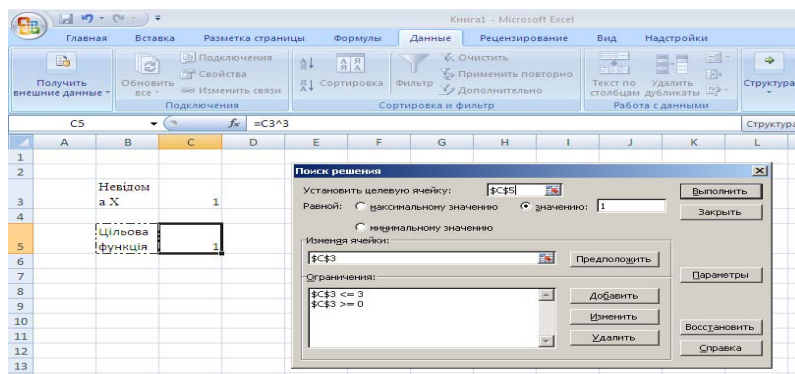 Книга1 - Microsoft Excel
Главная Вставка Разметка страницы Формулы Данные Рецензирование Вид Надстройки
Получить внешние данные
Обновить все
Подключения
Свойства
Изменить связи
Подключения
Сортировка
Фильтр
Очистить
Применить повторно
Дополнительно
Сортировка и фильтр
Текст по столбцам
Удалить дубликаты
Работа с данными
Структура
C5 fx =C3^3
Структура
A B C D E F G H I J K L
1
2
3 Невідома X 1
4
5 Цільова функція 1
6
7
8
9
10
11
12
13
Поиск решения
Установить целевую ячейку: $C$5 Выполнить
Равной: максимальному значению значению: 1 Закрыть
минимальному значению
Изменяя ячейки:
$C$3 Предположить
Параметры
Ограничения:
$C$3 <= 3 Добавить
$C$3 >= 0
Изменить
Восстановить
Удалить
Справка